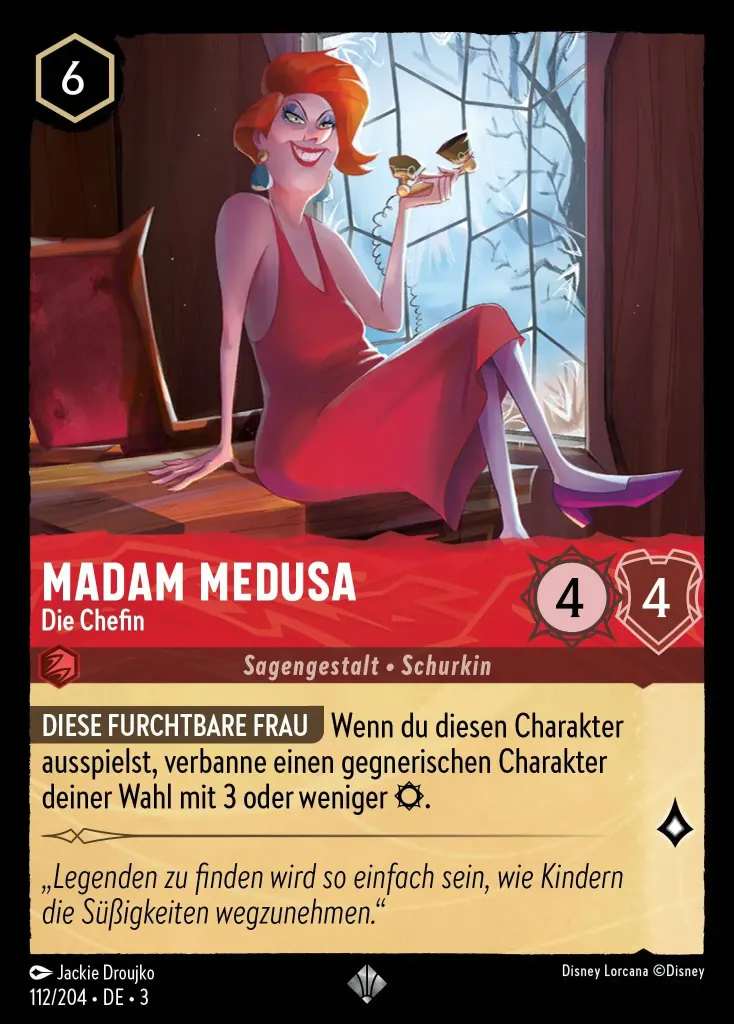 6
MADAM MEDUSA
Die Chefin
4
4
Sagengestalt • Schurkin
DIESE FURCHTBARE FRAU Wenn du diesen Charakter
ausspielst, verbanne einen gegnerischen Charakter
deiner Wahl mit 3 oder weniger ¤.
„Legenden zu finden wird so einfach sein, wie Kindern
die Süßigkeiten wegzunehmen.“
Jackie Droujko
112/204 • DE • 3
Disney Lorcana ©Disney